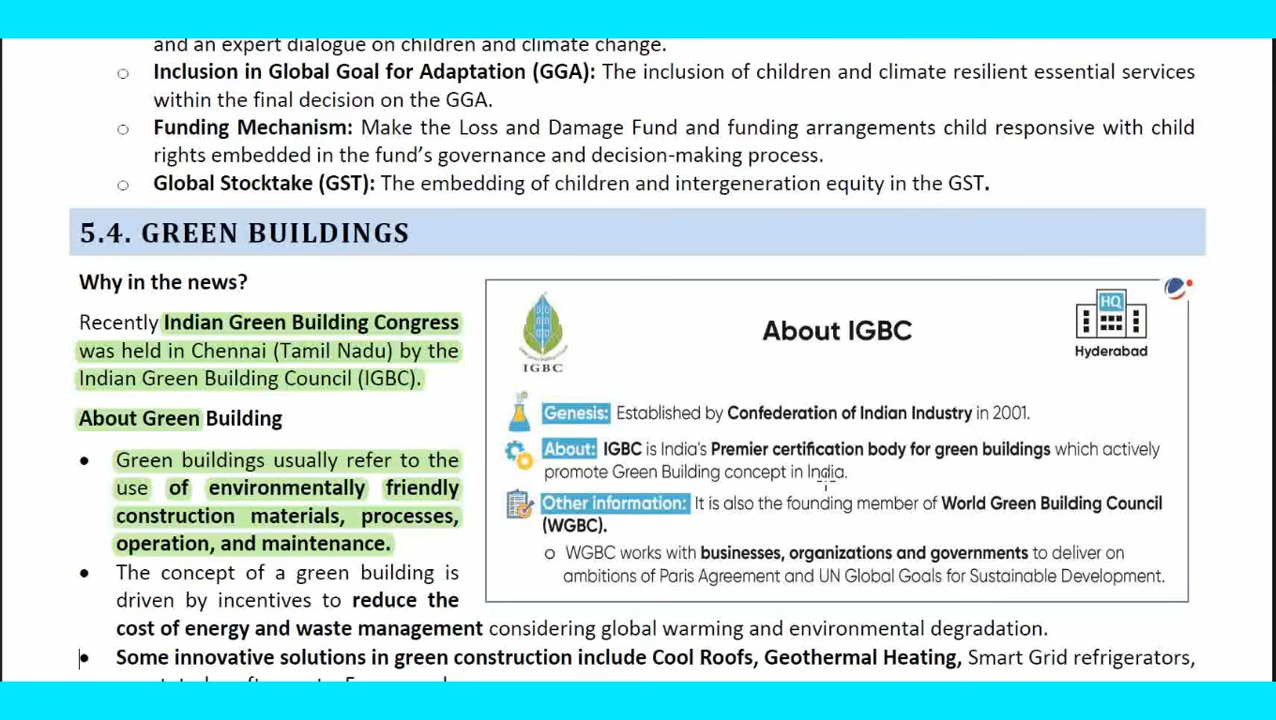 and an expert dialogue on children and climate change.
○ Inclusion in Global Goal for Adaptation (GGA): The inclusion of children and climate resilient essential services
within the final decision on the GGA.
○ Funding Mechanism: Make the Loss and Damage Fund and funding arrangements child responsive with child
rights embedded in the fund's governance and decision-making process.
○ Global Stocktake (GST): The embedding of children and intergeneration equity in the GST.
5.4. GREEN BUILDINGS
Why in the news?
Recently Indian Green Building Congress
was held in Chennai (Tamil Nadu) by the
Indian Green Building Council (IGBC).
About Green Building
• Green buildings usually refer to the
use of environmentally friendly
construction materials, processes,
operation, and maintenance.
• The concept of a green building is
driven by incentives to reduce the
cost of energy and waste management considering global warming and environmental degradation.
• Some innovative solutions in green construction include Cool Roofs, Geothermal Heating, Smart Grid refrigerators,
IGBC
About IGBC
HQ
Hyderabad
Genesis: Established by Confederation of Indian Industry in 2001.
About: IGBC is India's Premier certification body for green buildings which actively
promote Green Building concept in India.
Other information: It is also the founding member of World Green Building Council
(WGBC).
○ WGBC works with businesses, organizations and governments to deliver on
ambitions of Paris Agreement and UN Global Goals for Sustainable Development.